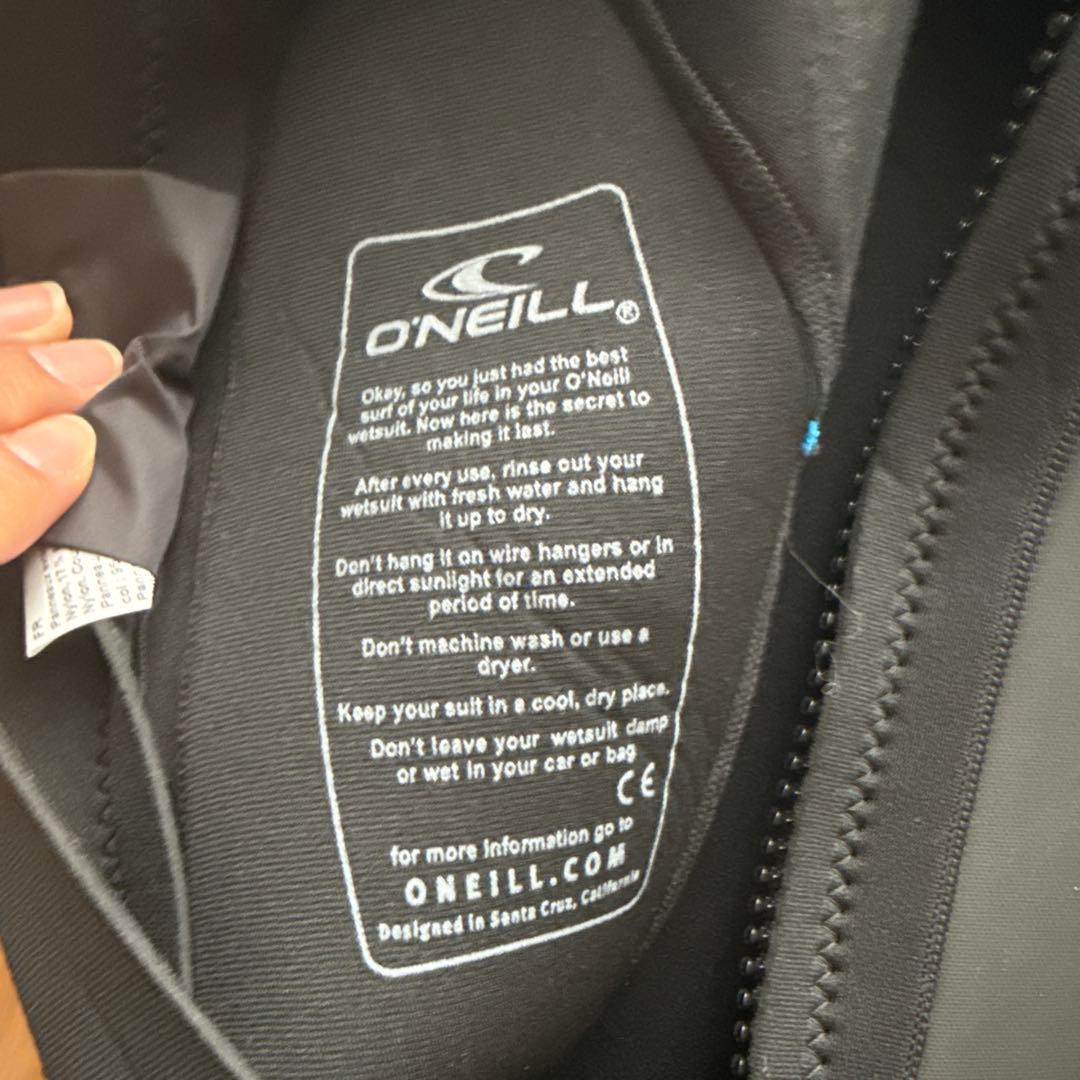 O'NEILL®
Okay, so you just had the best
surf of your life in your O'Neill
wetsuit. Now here is the secret to
making it last.
After every use, rinse out your
wetsuit with fresh water and hang
it up to dry.
Don't hang it on wire hangers or in
direct sunlight for an extended
period of time.
Don't machine wash or use a
dryer.
Keep your suit in a cool, dry place.
Don't leave your wetsuit damp
or wet in your car or bag
CE
for more information go to
ONEILL.COM
Designed in Santa Cruz, California
FR